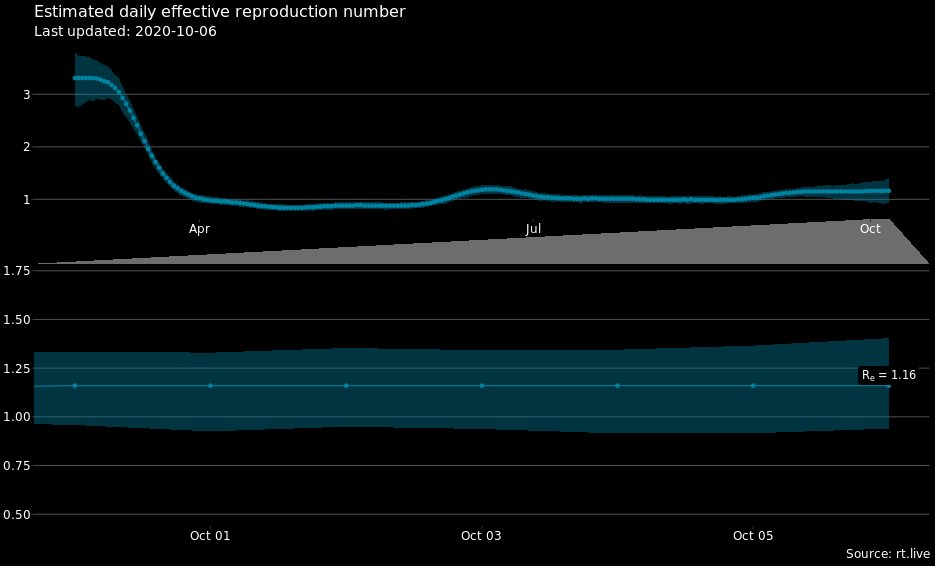 Estimated daily effective reproduction number
Last updated: 2020-10-06
3
2
1
Apr Jul Oct
1.75
1.50
1.25
Re = 1.16
1.00
0.75
0.50
Oct 01 Oct 03 Oct 05
Source: rt.live